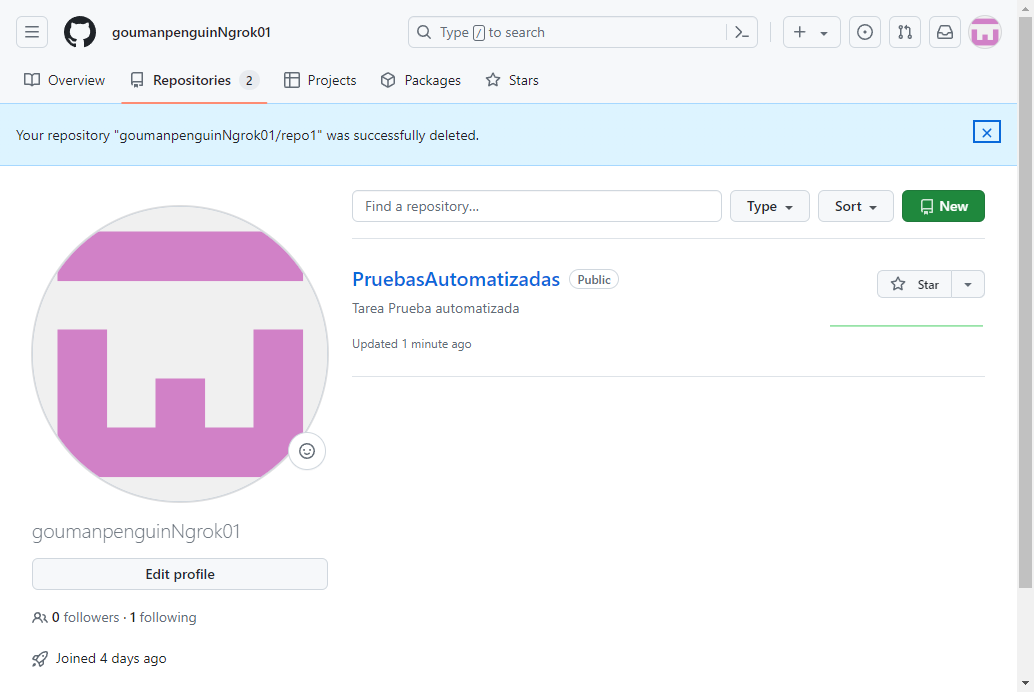 goumanpenguinNgrok01
Type / to search
Overview
Repositories 2
Projects
Packages
Stars
Your repository "goumanpenguinNgrok01/repo1" was successfully deleted.
Find a repository...
Type
Sort
New
PruebasAutomatizadas Public
Star
Tarea Prueba automatizada
Updated 1 minute ago
goumanpenguinNgrok01
Edit profile
0 followers · 1 following
Joined 4 days ago